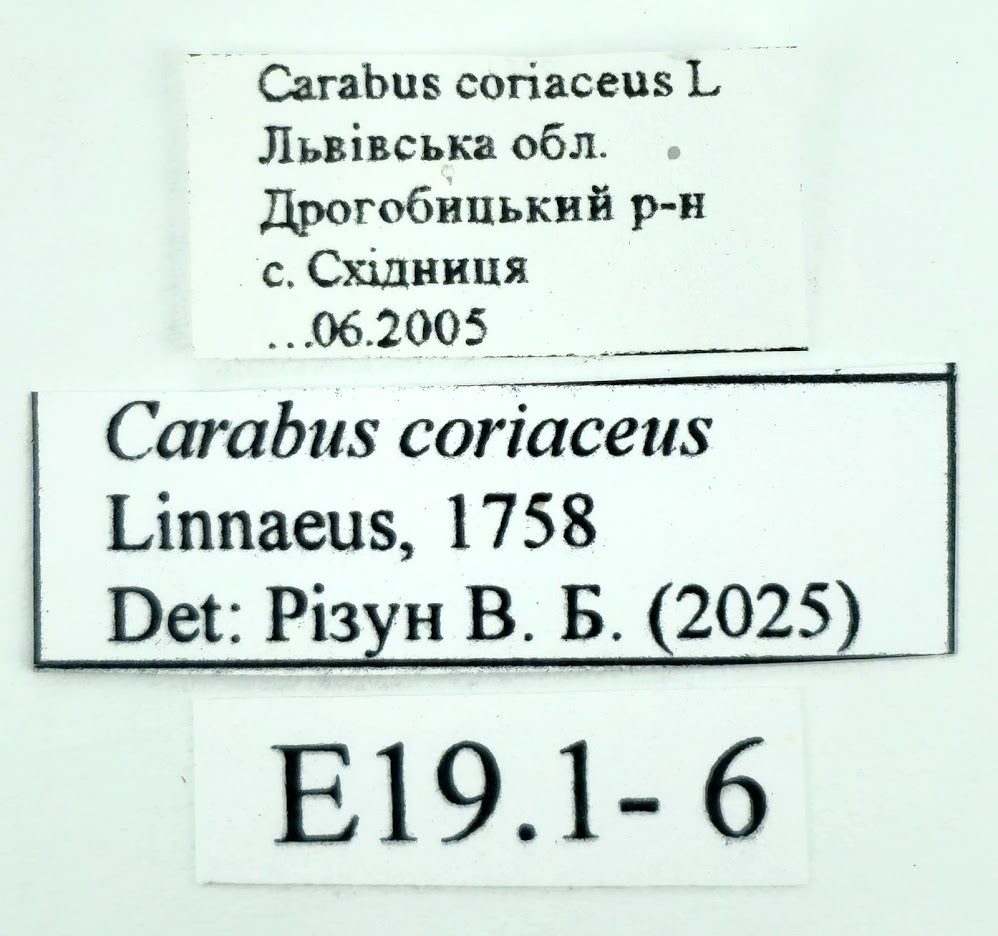 Carabus coriaceus L
Львівська обл.
Дрогобицький р-н
с. Східниця
...06.2005
Carabus coriaceus
Linnaeus, 1758
Det: Різун В. Б. (2025)
E19.1- 6